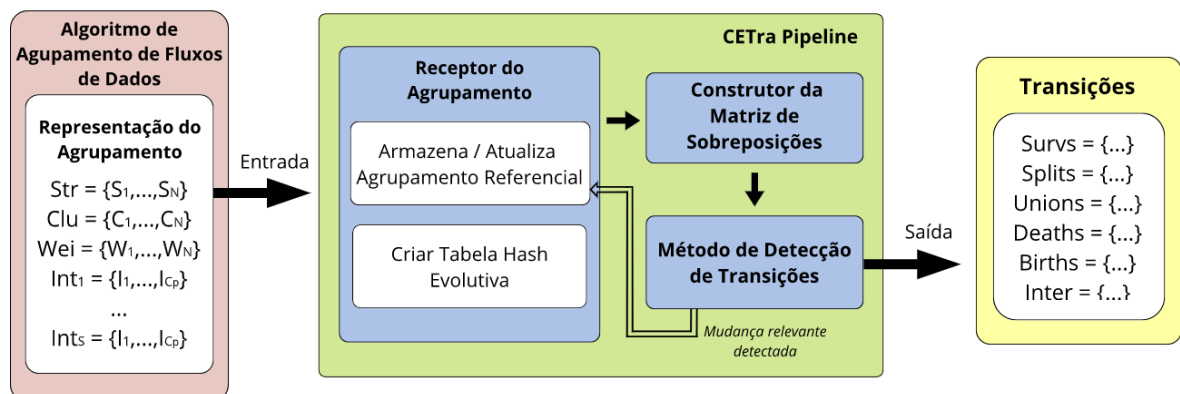 Algoritmo de
Agupamento de Fluxos
de Dados
Representação do
Agrupamento
Str = {S1,...,SN}
Clu = {C1,...,CN}
Wei = {W1,...,WN}
Int1 = {I1,...,ICp}
...
IntS = {I1,...,ICp}
Entrada
CETra Pipeline
Receptor do
Agrupamento
Armazena / Atualiza
Agrupamento Referencial
Criar Tabela Hash
Evolutiva
Construtor da
Matriz de
Sobreposições
Método de Detecção
de Transições
Mudança relevante
detectada
Saída
Transições
Survs = {...}
Splits = {...}
Unions = {...}
Deaths = {...}
Births = {...}
Inter = {...}